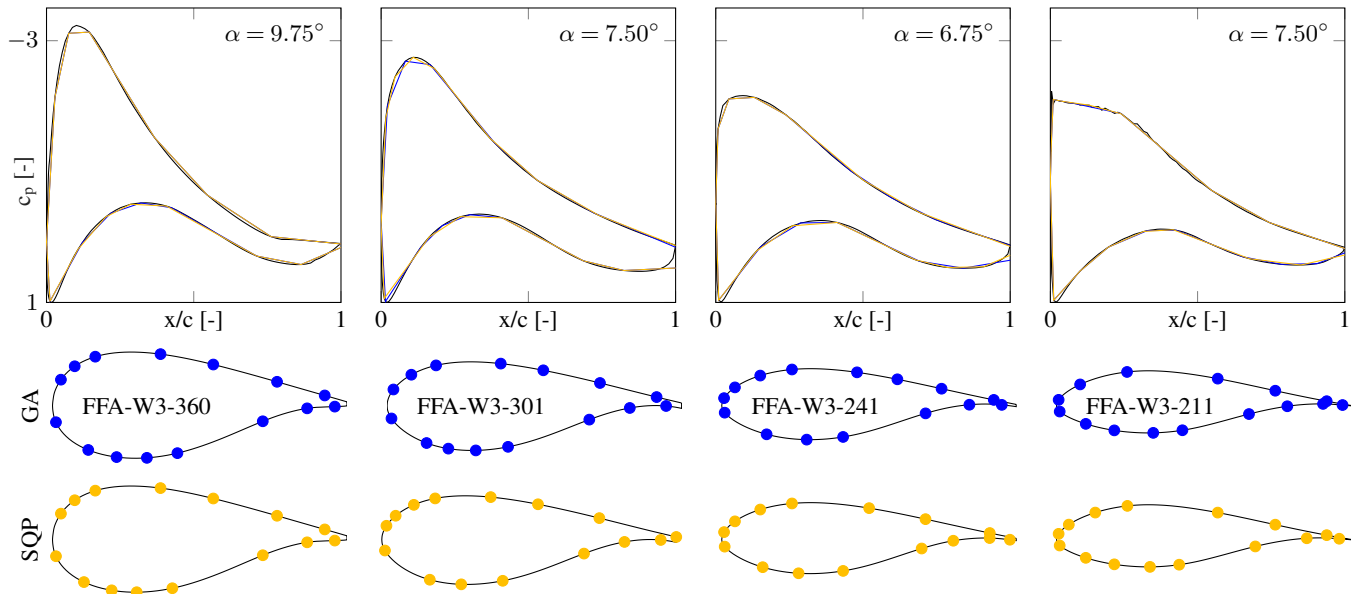 −3
α = 9.75°
α = 7.50°
α = 6.75°
α = 7.50°
c_p [-]
1
0
x/c [-]
1
0
x/c [-]
1
0
x/c [-]
1
0
x/c [-]
1
GA
FFA-W3-360
FFA-W3-301
FFA-W3-241
FFA-W3-211
SQP